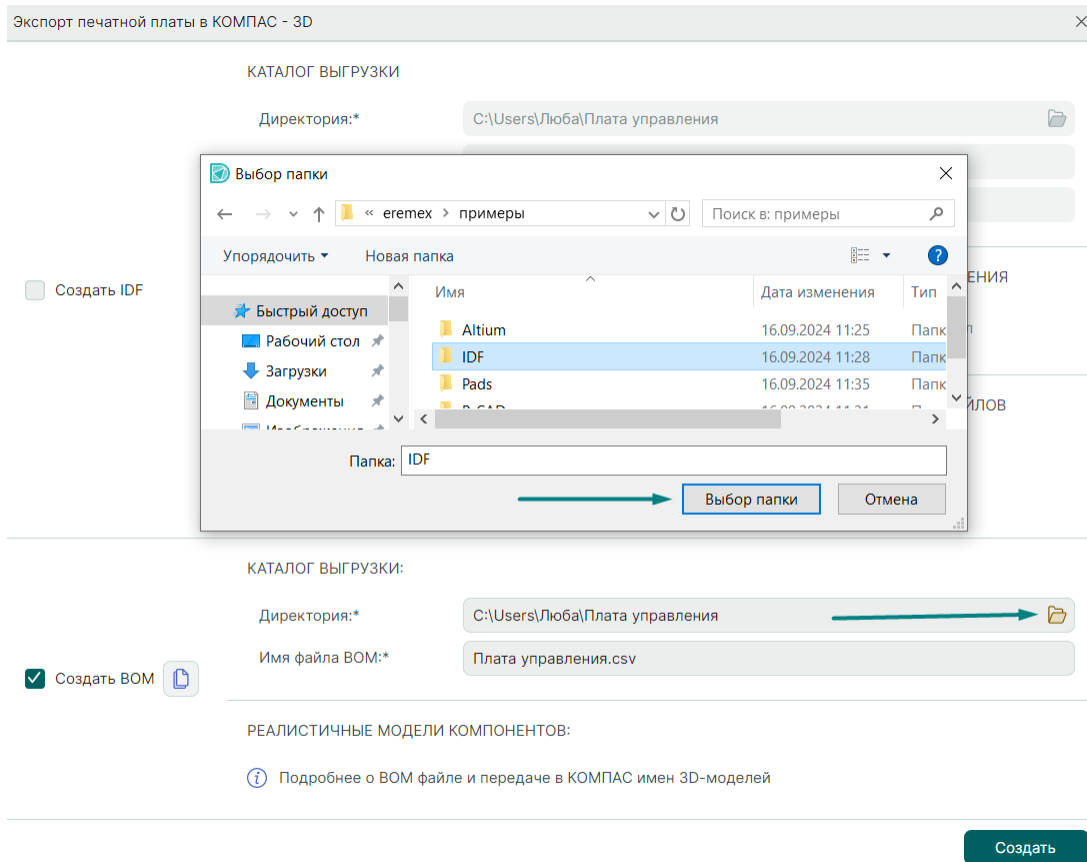 Экспорт печатной платы в КОМПАС - 3D
КАТАЛОГ ВЫГРУЗКИ
Директория:* C:\Users\Люба\Плата управления
Создать IDF
Выбор папки
« eremex > примеры
Поиск в: примеры
Упорядочить Новая папка
Быстрый доступ
Рабочий стол
Загрузки
Документы
Имя Дата изменения Тип
Altium 16.09.2024 11:25 Папк
IDF 16.09.2024 11:28 Папк
Pads 16.09.2024 11:35 Папк
Папка: IDF
Выбор папки Отмена
ЕНИЯ
ЙЛОВ
КАТАЛОГ ВЫГРУЗКИ:
Директория:* C:\Users\Люба\Плата управления
Имя файла BOM:* Плата управления.csv
Создать BOM
РЕАЛИСТИЧНЫЕ МОДЕЛИ КОМПОНЕНТОВ:
Подробнее о BOM файле и передаче в КОМПАС имен 3D-моделей
Создать